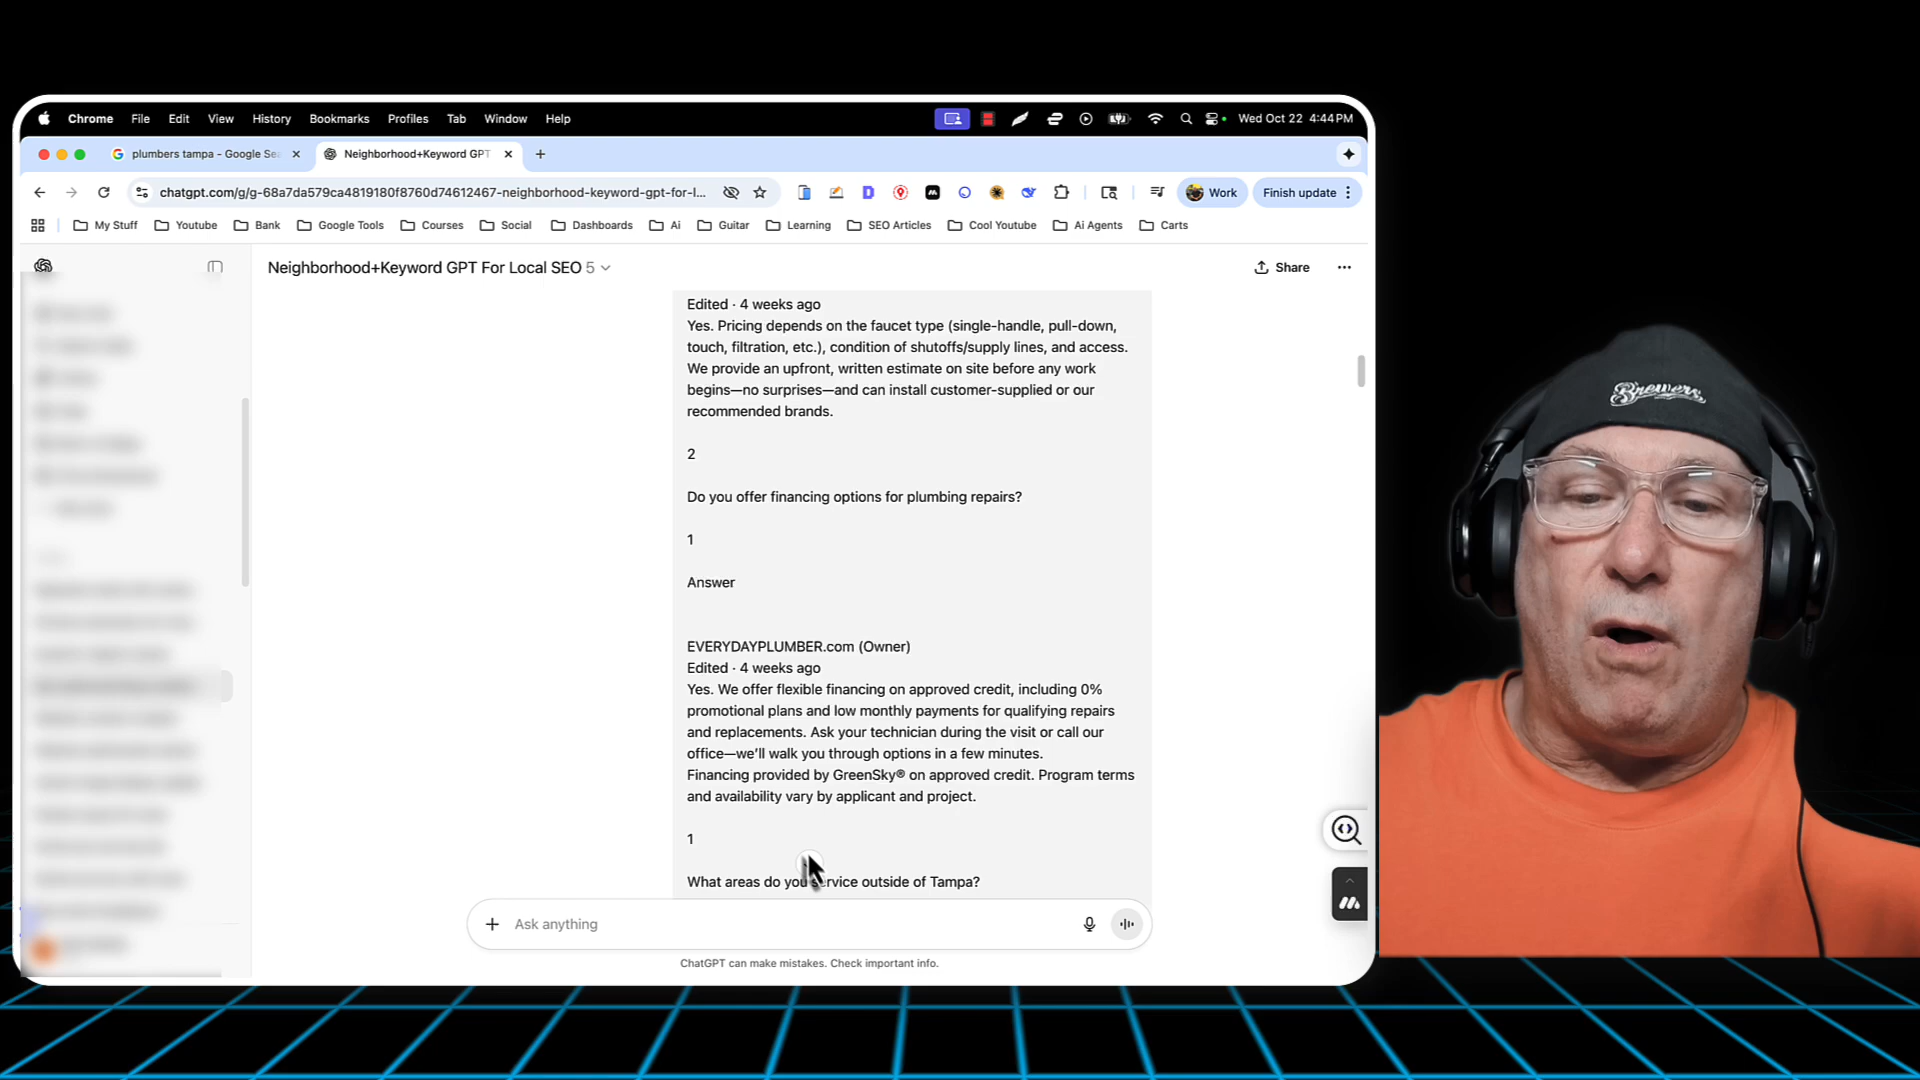 Chrome File Edit View History Bookmarks Profiles Tab Window Help Wed Oct 22 4:44 PM
plumbers tampa - Google Se Neighborhood+Keyword GPT
chatgpt.com/g/g-68a7da579ca4819180f8760d74612467-neighborhood-keyword-gpt-for-l... Work Finish update
My Stuff Youtube Bank Google Tools Courses Social Dashboards Ai Guitar Learning SEO Articles Cool Youtube Ai Agents Carts
Neighborhood+Keyword GPT For Local SEO 5 Share
Edited · 4 weeks ago
Yes. Pricing depends on the faucet type (single-handle, pull-down,
touch, filtration, etc.), condition of shutoffs/supply lines, and access.
We provide an upfront, written estimate on site before any work
begins—no surprises—and can install customer-supplied or our
recommended brands.
2
Do you offer financing options for plumbing repairs?
1
Answer
EVERYDAYPLUMBER.com (Owner)
Edited · 4 weeks ago
Yes. We offer flexible financing on approved credit, including 0%
promotional plans and low monthly payments for qualifying repairs
and replacements. Ask your technician during the visit or call our
office—we'll walk you through options in a few minutes.
Financing provided by GreenSky® on approved credit. Program terms
and availability vary by applicant and project.
1
What areas do you service outside of Tampa?
Ask anything
ChatGPT can make mistakes. Check important info.
Brewers